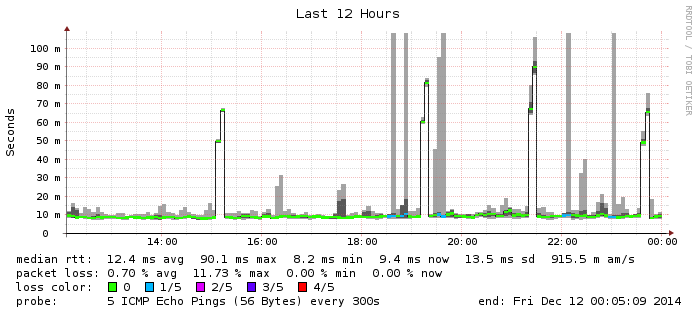 Last 12 Hours
RRDTOOL / TOBI OETIKER
Seconds
100 m
90 m
80 m
70 m
60 m
50 m
40 m
30 m
20 m
10 m
0
14:00 16:00 18:00 20:00 22:00 00:00
median rtt: 12.4 ms avg 90.1 ms max 8.2 ms min 9.4 ms now 13.5 ms sd 915.5 m am/s
packet loss: 0.70 % avg 11.73 % max 0.00 % min 0.00 % now
loss color: 0 1/5 2/5 3/5 4/5
probe: 5 ICMP Echo Pings (56 Bytes) every 300s end: Fri Dec 12 00:05:09 2014